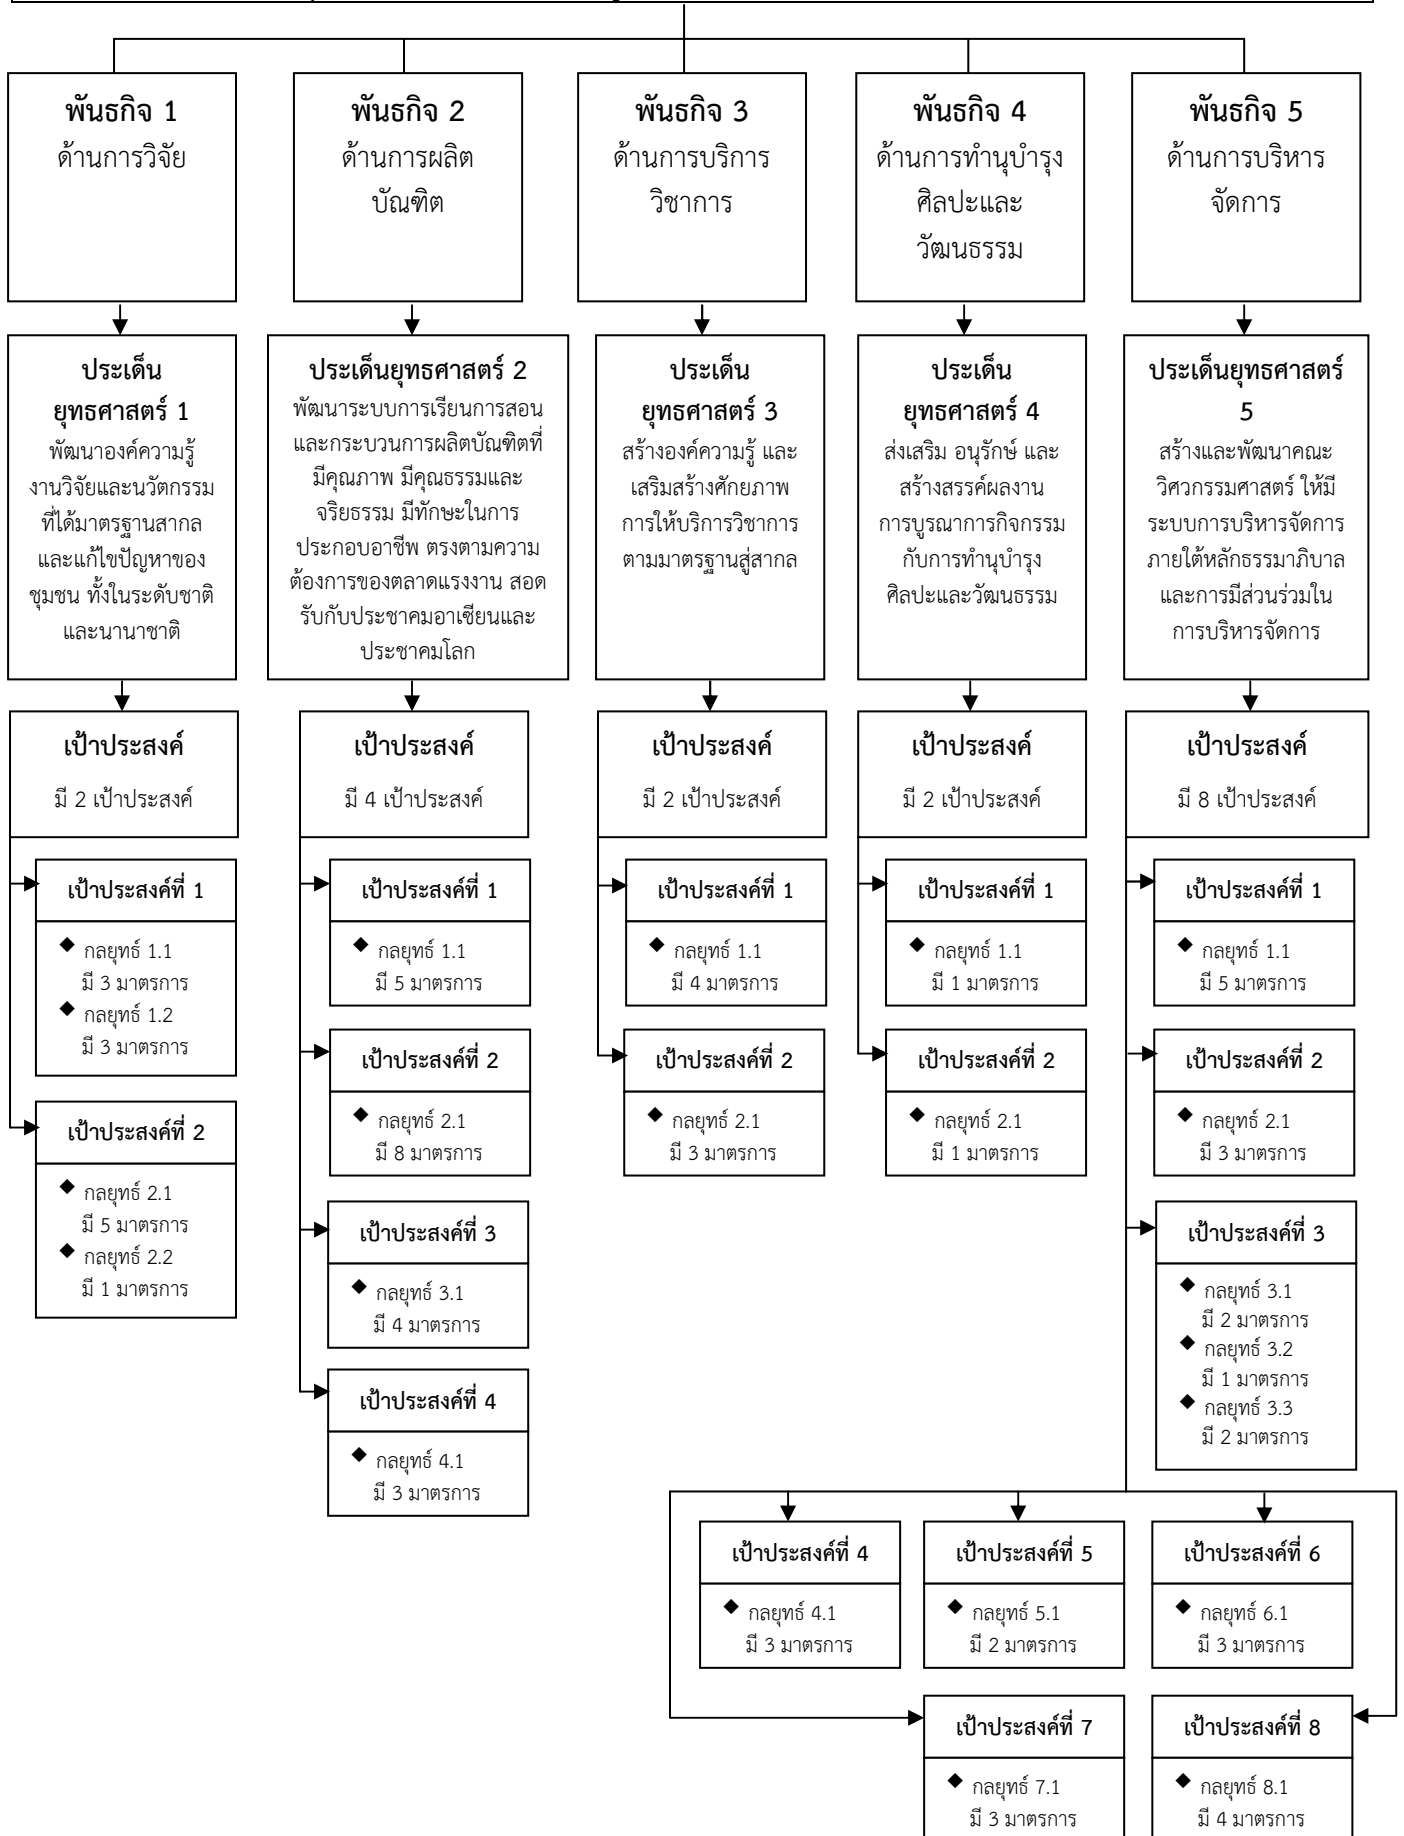 พันธกิจ 1
ด้านการวิจัย
พันธกิจ 2
ด้านการผลิต
บัณฑิต
พันธกิจ 3
ด้านการบริการ
วิชาการ
พันธกิจ 4
ด้านการทำนุบำรุง
ศิลปะและ
วัฒนธรรม
พันธกิจ 5
ด้านการบริหาร
จัดการ
ประเด็น
ยุทธศาสตร์ 1
พัฒนาองค์ความรู้
งานวิจัยและนวัตกรรม
ที่ได้มาตรฐานสากล
และแก้ไขปัญหาของ
ชุมชน ทั้งในระดับชาติ
และนานาชาติ
ประเด็นยุทธศาสตร์ 2
พัฒนาระบบการเรียนการสอน
และกระบวนการผลิตบัณฑิตที่
มีคุณภาพ มีคุณธรรมและ
จริยธรรม มีทักษะในการ
ประกอบอาชีพ ตรงตามความ
ต้องการของตลาดแรงงาน สอด
รับกับประชาคมอาเซียนและ
ประชาคมโลก
ประเด็น
ยุทธศาสตร์ 3
สร้างองค์ความรู้ และ
เสริมสร้างศักยภาพ
การให้บริการวิชาการ
ตามมาตรฐานสู่สากล
ประเด็น
ยุทธศาสตร์ 4
ส่งเสริม อนุรักษ์ และ
สร้างสรรค์ผลงาน
การบูรณาการกิจกรรม
กับการทำนุบำรุง
ศิลปะและวัฒนธรรม
ประเด็นยุทธศาสตร์
5
สร้างและพัฒนาคณะ
วิศวกรรมศาสตร์ ให้มี
ระบบการบริหารจัดการ
ภายใต้หลักธรรมาภิบาล
และการมีส่วนร่วมใน
การบริหารจัดการ
เป้าประสงค์
มี 2 เป้าประสงค์
เป้าประสงค์
มี 4 เป้าประสงค์
เป้าประสงค์
มี 2 เป้าประสงค์
เป้าประสงค์
มี 2 เป้าประสงค์
เป้าประสงค์
มี 8 เป้าประสงค์
เป้าประสงค์ที่ 1
◆ กลยุทธ์ 1.1
มี 3 มาตรการ
◆ กลยุทธ์ 1.2
มี 3 มาตรการ
เป้าประสงค์ที่ 2
◆ กลยุทธ์ 2.1
มี 5 มาตรการ
◆ กลยุทธ์ 2.2
มี 1 มาตรการ
เป้าประสงค์ที่ 1
◆ กลยุทธ์ 1.1
มี 5 มาตรการ
เป้าประสงค์ที่ 2
◆ กลยุทธ์ 2.1
มี 8 มาตรการ
เป้าประสงค์ที่ 3
◆ กลยุทธ์ 3.1
มี 4 มาตรการ
เป้าประสงค์ที่ 4
◆ กลยุทธ์ 4.1
มี 3 มาตรการ
เป้าประสงค์ที่ 1
◆ กลยุทธ์ 1.1
มี 4 มาตรการ
เป้าประสงค์ที่ 2
◆ กลยุทธ์ 2.1
มี 3 มาตรการ
เป้าประสงค์ที่ 1
◆ กลยุทธ์ 1.1
มี 1 มาตรการ
เป้าประสงค์ที่ 2
◆ กลยุทธ์ 2.1
มี 1 มาตรการ
เป้าประสงค์ที่ 1
◆ กลยุทธ์ 1.1
มี 5 มาตรการ
เป้าประสงค์ที่ 2
◆ กลยุทธ์ 2.1
มี 3 มาตรการ
เป้าประสงค์ที่ 3
◆ กลยุทธ์ 3.1
มี 2 มาตรการ
◆ กลยุทธ์ 3.2
มี 1 มาตรการ
◆ กลยุทธ์ 3.3
มี 2 มาตรการ
เป้าประสงค์ที่ 4
◆ กลยุทธ์ 4.1
มี 3 มาตรการ
เป้าประสงค์ที่ 5
◆ กลยุทธ์ 5.1
มี 2 มาตรการ
เป้าประสงค์ที่ 6
◆ กลยุทธ์ 6.1
มี 3 มาตรการ
เป้าประสงค์ที่ 7
◆ กลยุทธ์ 7.1
มี 3 มาตรการ
เป้าประสงค์ที่ 8
◆ กลยุทธ์ 8.1
มี 4 มาตรการ